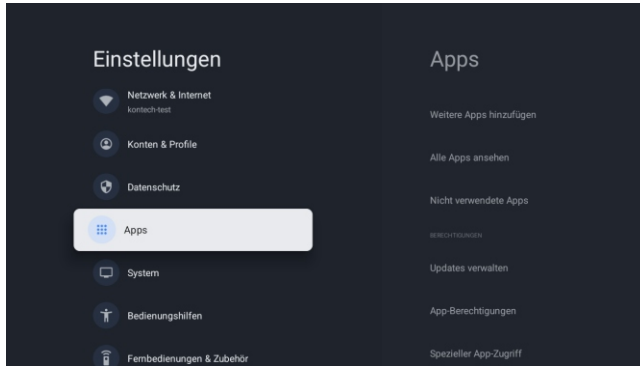 Einstellungen
Netzwerk & Internet
kontech-test
Konten & Profile
Datenschutz
Apps
System
Bedienungshilfen
Fernbedienungen & Zubehör
Apps
Weitere Apps hinzufügen
Alle Apps ansehen
Nicht verwendete Apps
BERECHTIGUNGEN
Updates verwalten
App-Berechtigungen
Spezieller App-Zugriff